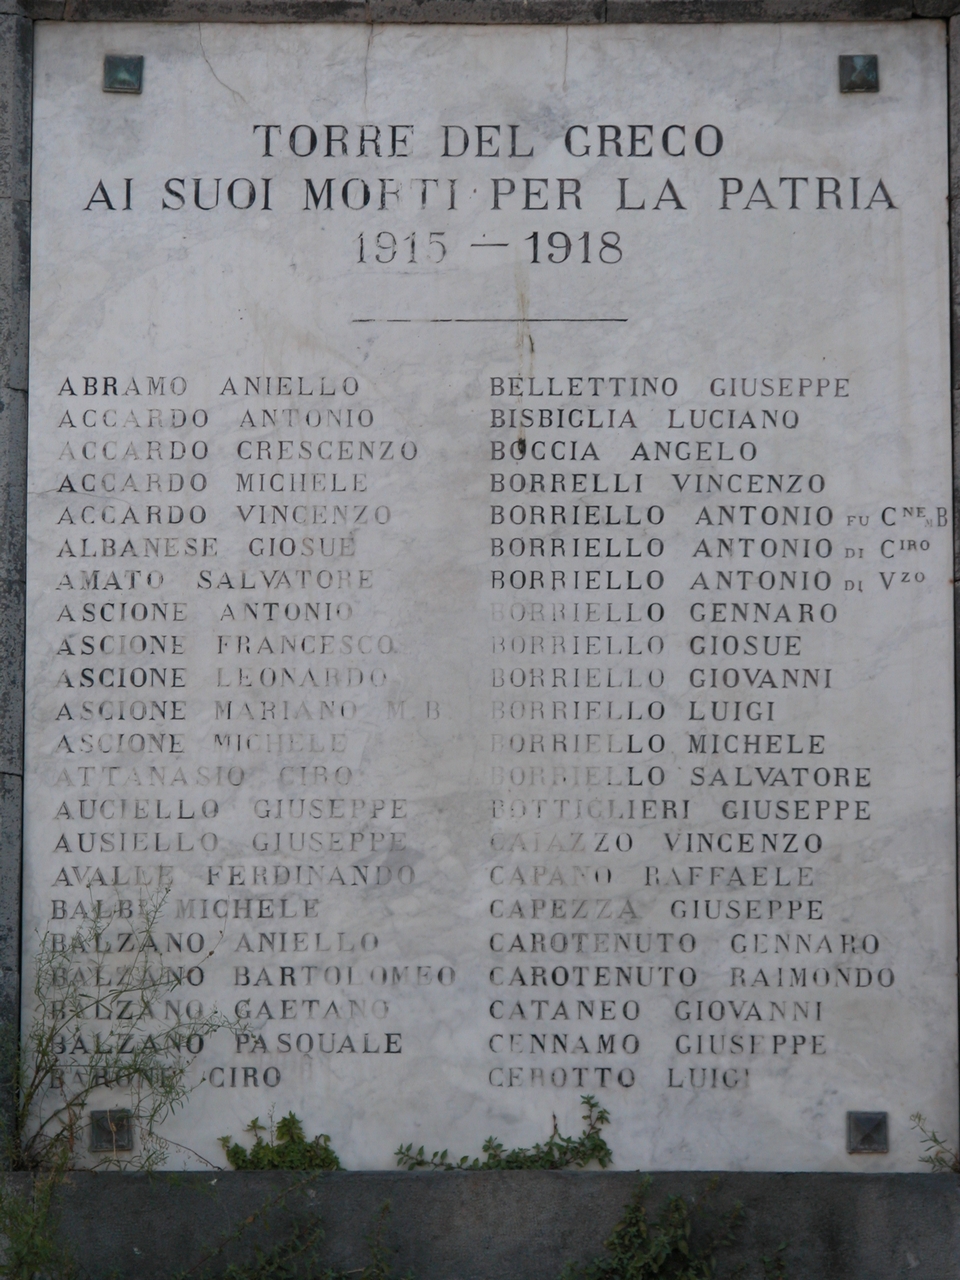 TORRE DEL GRECO
AI SUOI MORTI PER LA PATRIA
1915 — 1918
ABRAMO ANIELLO
ACCARDO ANTONIO
ACCARDO CRESCENZO
ACCARDO MICHELE
ACCARDO VINCENZO
ALBANESE GIOSUE
AMATO SALVATORE
ASCIONE ANTONIO
ASCIONE FRANCESCO
ASCIONE LEONARDO
ASCIONE MARIANO M.B
ASCIONE MICHELE
ATTANASIO CIRO
AUCIELLO GIUSEPPE
AUSIELLO GIUSEPPE
AVALLE FERDINANDO
BALBI MICHELE
BALZANO ANIELLO
BALZANO BARTOLOMEO
BALZANO GAETANO
BALZANO PASQUALE
BARONE CIRO
BELLETTINO GIUSEPPE
BISBIGLIA LUCIANO
BOCCIA ANGELO
BORRELLI VINCENZO
BORRIELLO ANTONIO FU CNE
BORRIELLO ANTONIO DI CIRO
BORRIELLO ANTONIO DI VZO
BORRIELLO GENNARO
BORRIELLO GIOSUE
BORRIELLO GIOVANNI
BORRIELLO LUIGI
BORRIELLO MICHELE
BORRIELLO SALVATORE
BOTTIGLIERI GIUSEPPE
CAIAZZO VINCENZO
CAPANO RAFFAELE
CAPEZZA GIUSEPPE
CAROTENUTO GENNARO
CAROTENUTO RAIMONDO
CATANEO GIOVANNI
CENNAMO GIUSEPPE
CEROTTO LUIGI